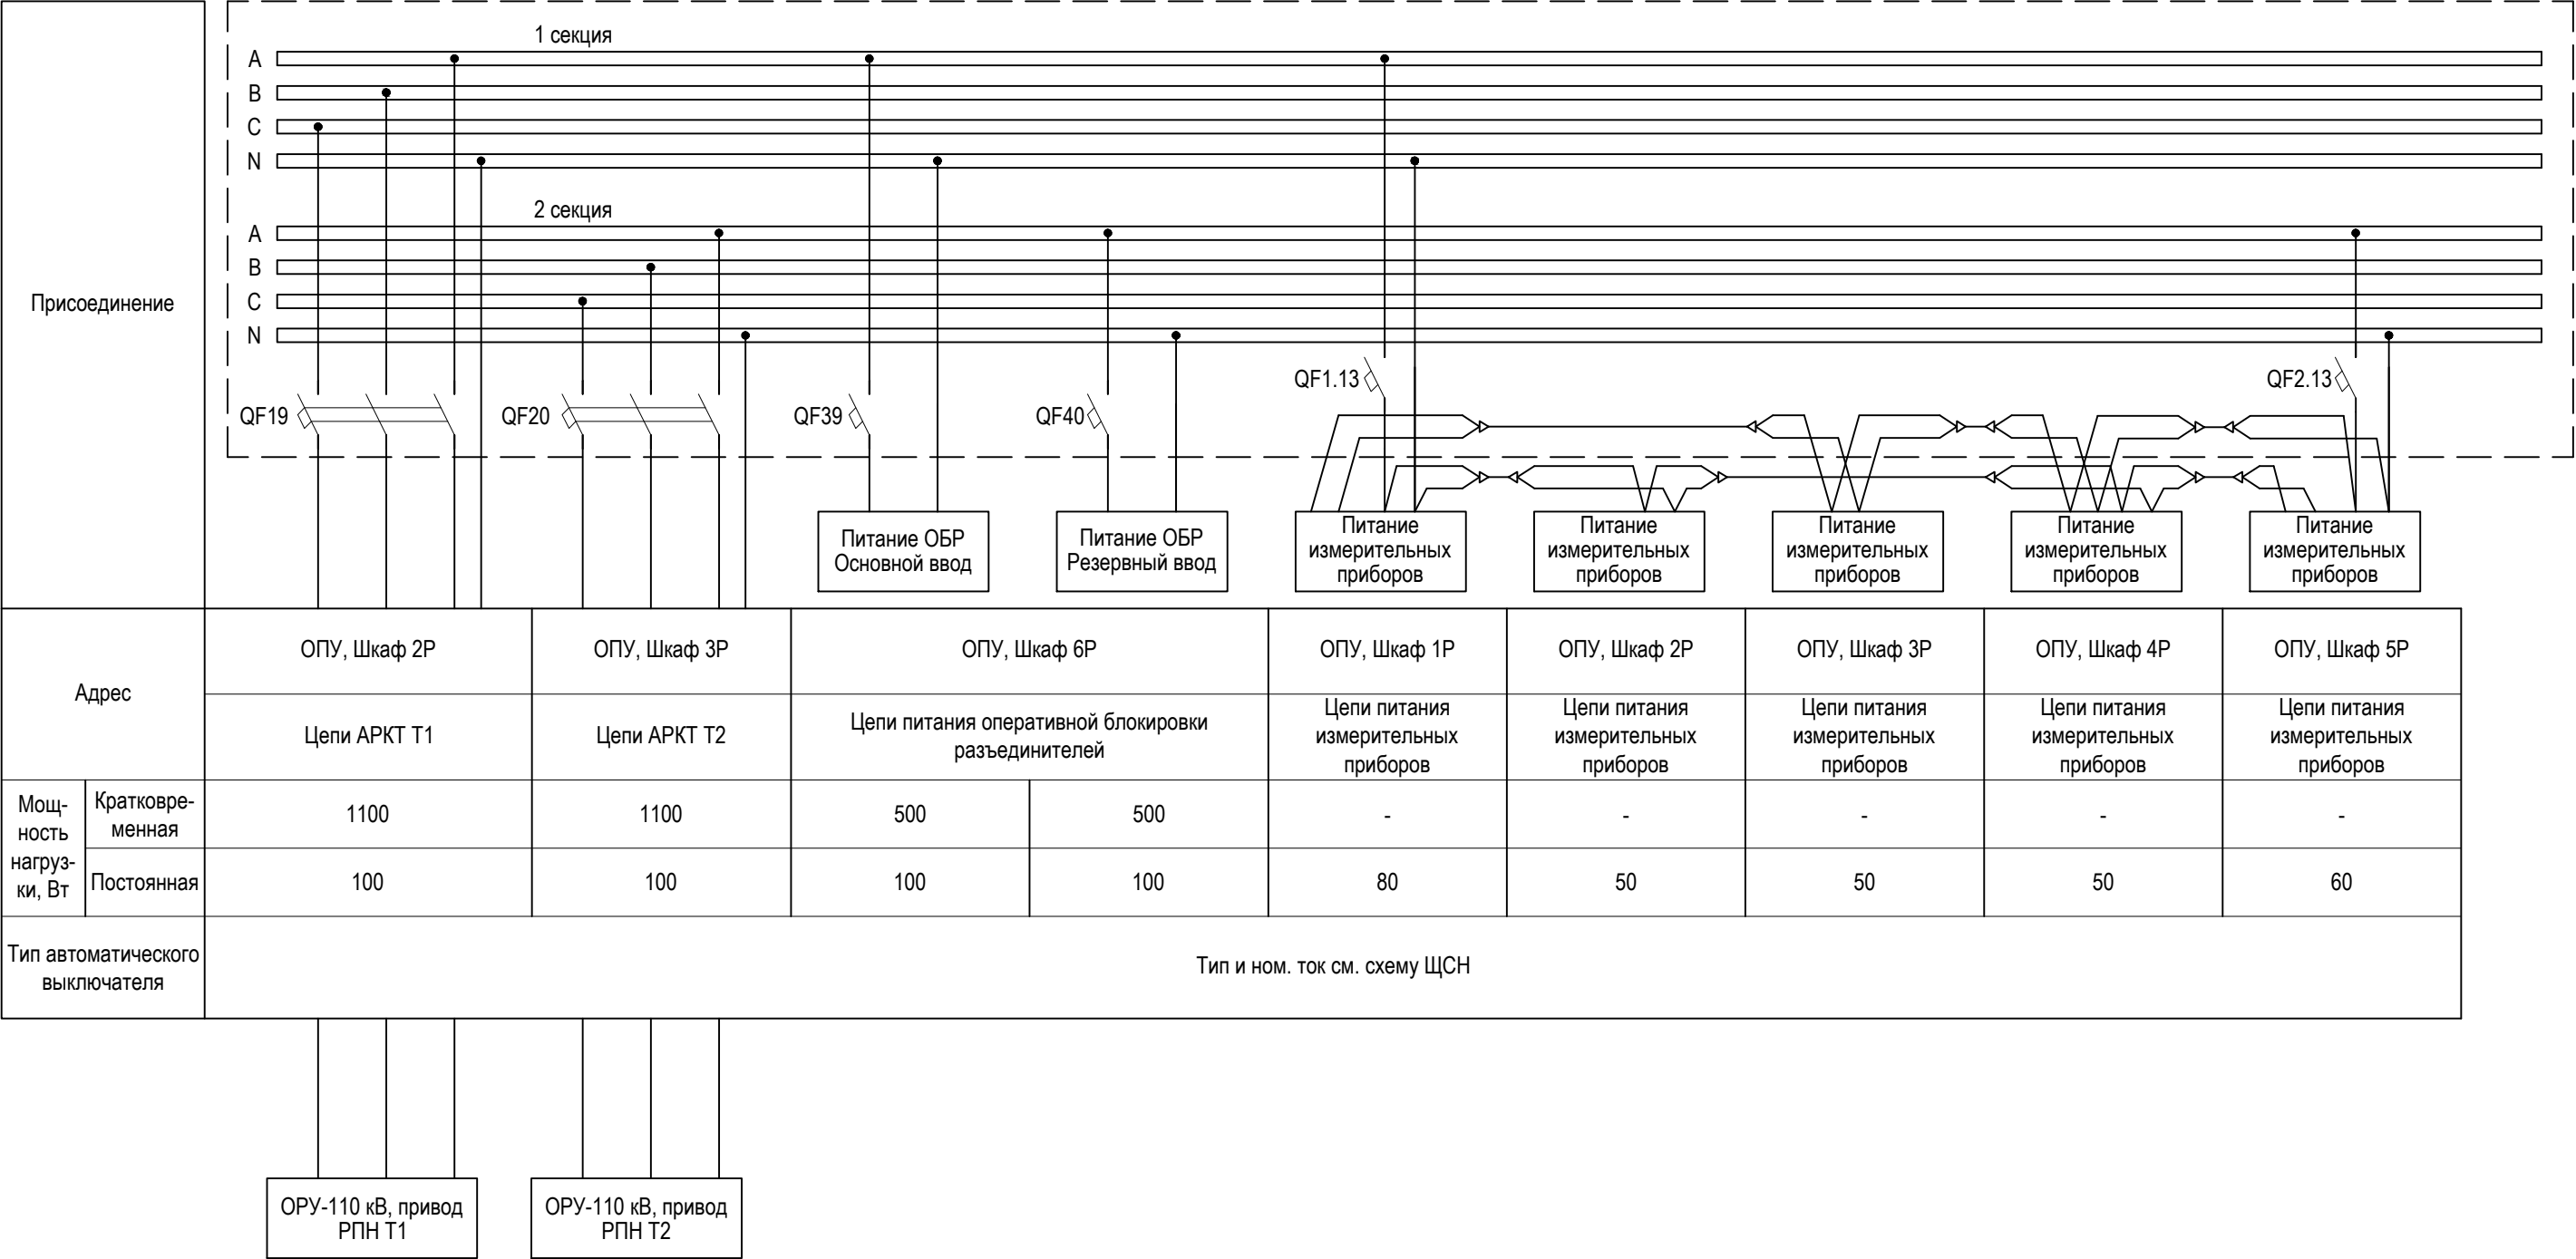 1 секция
A
B
C
N
2 секция
A
B
C
N
Присоединение
QF19
QF20
QF39
QF40
QF1.13
QF2.13
Питание ОБР
Основной ввод
Питание ОБР
Резервный ввод
Питание
измерительных
приборов
Питание
измерительных
приборов
Питание
измерительных
приборов
Питание
измерительных
приборов
Питание
измерительных
приборов
Адрес
ОПУ, Шкаф 2Р
ОПУ, Шкаф 3Р
ОПУ, Шкаф 6Р
ОПУ, Шкаф 1Р
ОПУ, Шкаф 2Р
ОПУ, Шкаф 3Р
ОПУ, Шкаф 4Р
ОПУ, Шкаф 5Р
Цепи АРКТ Т1
Цепи АРКТ Т2
Цепи питания оперативной блокировки
разъединителей
Цепи питания
измерительных
приборов
Цепи питания
измерительных
приборов
Цепи питания
измерительных
приборов
Цепи питания
измерительных
приборов
Цепи питания
измерительных
приборов
Мощ-
ность
нагруз-
ки, Вт
Кратковре-
менная
1100
1100
500
500
-
-
-
-
-
Постоянная
100
100
100
100
80
50
50
50
60
Тип автоматического
выключателя
Тип и ном. ток см. схему ЩСН
ОРУ-110 кВ, привод
РПН Т1
ОРУ-110 кВ, привод
РПН Т2